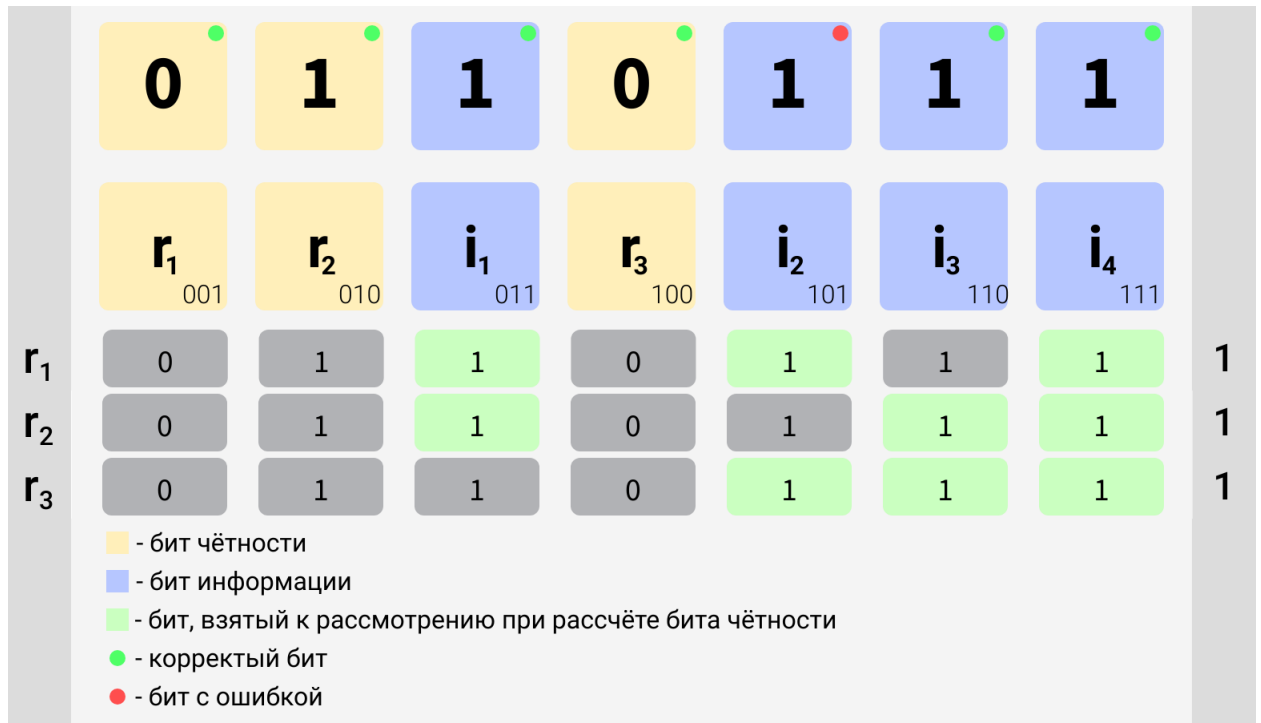 0 1 1 0 1 1 1
r₁ r₂ i₁ r₃ i₂ i₃ i₄
001 010 011 100 101 110 111
r₁ 0 1 1 0 1 1 1 1
r₂ 0 1 1 0 1 1 1 1
r₃ 0 1 1 0 1 1 1 1
- бит чётности
- бит информации
- бит, взятый к рассмотрению при рассчёте бита чётности
- корректый бит
- бит с ошибкой